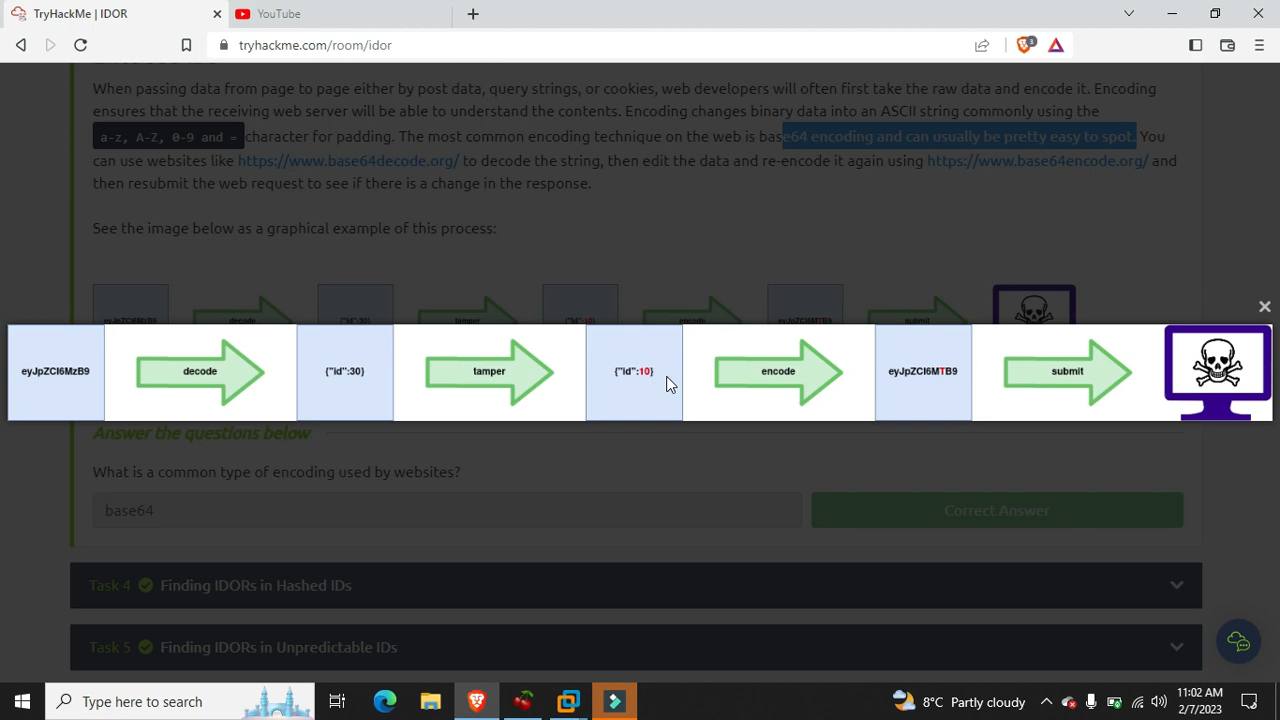 TryHackMe | IDOR
YouTube
tryhackme.com/room/idor
3
When passing data from page to page either by post data, query strings, or cookies, web developers will often first take the raw data and encode it. Encoding
ensures that the receiving web server will be able to understand the contents. Encoding changes binary data into an ASCII string commonly using the
a-z, A-Z, 0-9 and = character for padding. The most common encoding technique on the web is base64 encoding and can usually be pretty easy to spot. You
can use websites like https://www.base64decode.org/ to decode the string, then edit the data and re-encode it again using https://www.base64encode.org/ and
then resubmit the web request to see if there is a change in the response.
See the image below as a graphical example of this process:
eyJpZCI6MzB9 decode {"id":30} tamper {"id":10} encode eyJpZCI6MTB9 submit
Answer the questions below
What is a common type of encoding used by websites?
base64
Correct Answer
Task 4 Finding IDORs in Hashed IDs
Task 5 Finding IDORs in Unpredictable IDs
Type here to search
8°C Partly cloudy
11:02 AM
2/7/2023